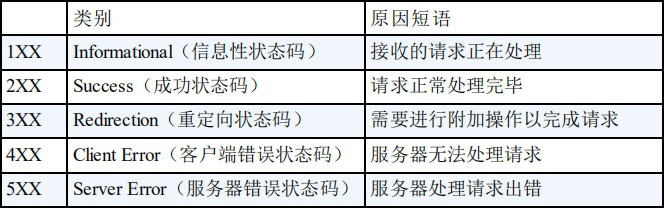 类别 原因短语
1XX Informational（信息性状态码） 接收的请求正在处理
2XX Success（成功状态码） 请求正常处理完毕
3XX Redirection（重定向状态码） 需要进行附加操作以完成请求
4XX Client Error（客户端错误状态码） 服务器无法处理请求
5XX Server Error（服务器错误状态码） 服务器处理请求出错